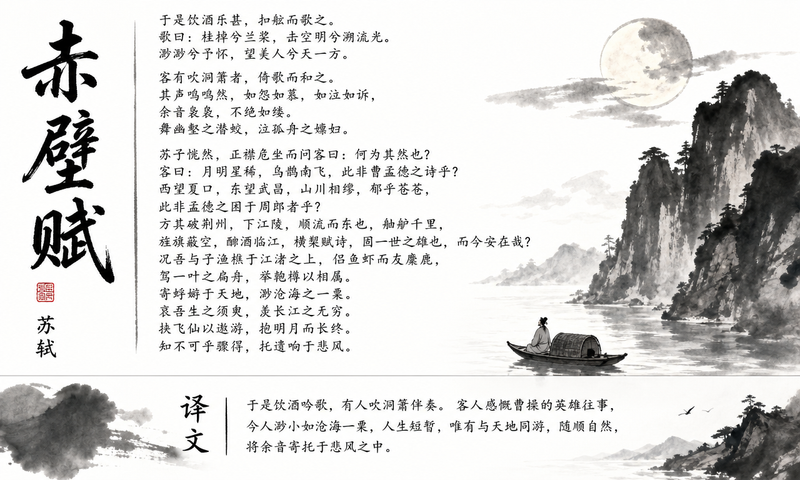 赤壁赋
苏轼
于是饮酒乐甚，扣舷而歌之。
歌曰：桂棹兮兰桨，击空明兮溯流光。
渺渺兮予怀，望美人兮天一方。
客有吹洞箫者，倚歌而和之。
其声呜呜然，如怨如慕，如泣如诉，
余音袅袅，不绝如缕。
舞幽壑之潜蛟，泣孤舟之嫠妇。
苏子恍然，正襟危坐而问客曰：何为其然也？
客曰：月明星稀，乌鹊南飞，此非曹孟德之诗乎？
西望夏口，东望武昌，山川相缪，郁乎苍苍，
此非孟德之困于周郎者乎？
方其破荆州，下江陵，顺流而东也，舳舻千里，
旌旗蔽空，酾酒临江，横槊赋诗，固一世之雄也，而今安在哉？
况吾与子渔樵于江渚之上，侣鱼虾而友麋鹿，
驾一叶之扁舟，举匏樽以相属。
寄蜉蝣于天地，渺沧海之一粟。
哀吾生之须臾，羡长江之无穷。
挟飞仙以遨游，抱明月而长终。
知不可乎骤得，托遗响于悲风。
译文
于是饮酒吟歌，有人吹洞箫伴奏。 客人感慨曹操的英雄往事，
今人渺小如沧海一粟，人生短暂，唯有与天地同游，随顺自然，
将余音寄托于悲风之中。